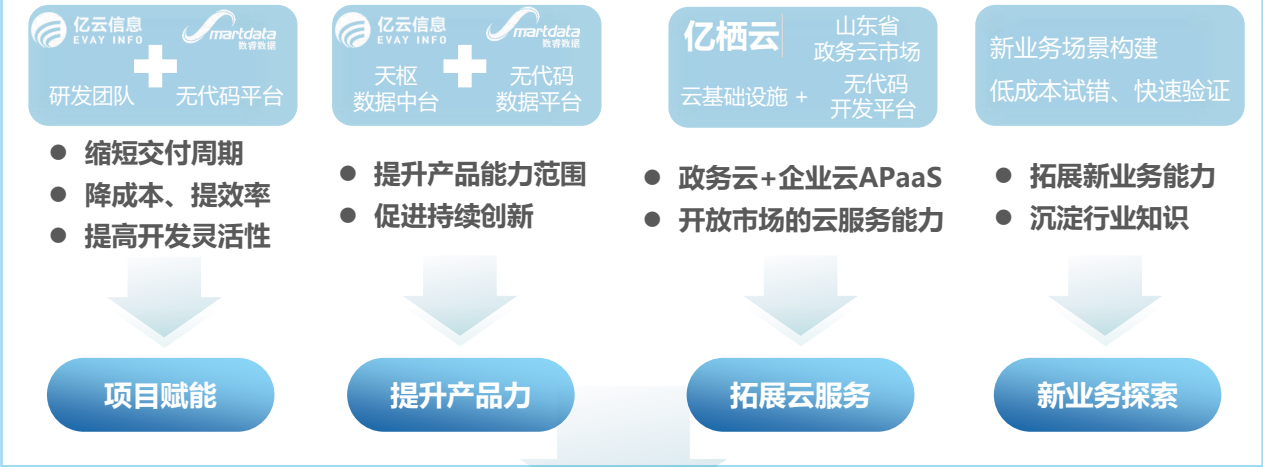 亿云信息
EVAY INFO
Smartdata
数睿数据
研发团队
无代码平台
缩短交付周期
降成本、提效率
提高开发灵活性
项目赋能
亿云信息
EVAY INFO
Smartdata
数睿数据
天枢
数据中台
无代码
数据平台
提升产品能力范围
促进持续创新
提升产品力
亿栖云
山东省
政务云市场
云基础设施 +
无代码
开发平台
政务云+企业云APaaS
开放市场的云服务能力
拓展云服务
新业务场景构建
低成本试错、快速验证
拓展新业务能力
沉淀行业知识
新业务探索